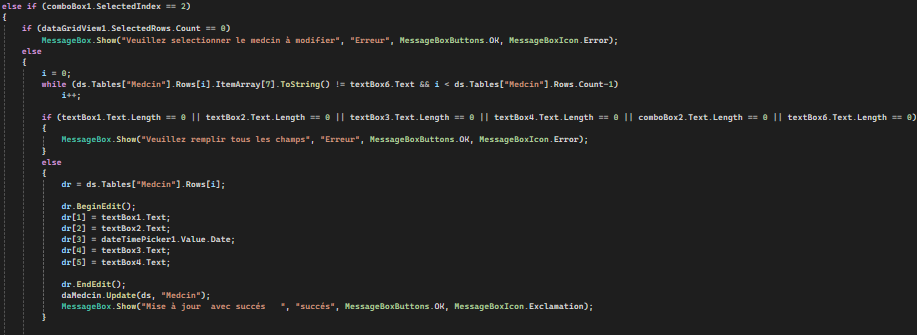 else if (comboBox1.SelectedIndex == 2)
{
if (dataGridView1.SelectedRows.Count == 0)
MessageBox.Show("Veuillez selectionner le medcin à modifier", "Erreur", MessageBoxButtons.OK, MessageBoxIcon.Error);
else
{
i = 0;
while (ds.Tables["Medcin"].Rows[i].ItemArray[7].ToString() != textBox6.Text && i < ds.Tables["Medcin"].Rows.Count-1)
i++;
if (textBox1.Text.Length == 0 || textBox2.Text.Length == 0 || textBox3.Text.Length == 0 || textBox4.Text.Length == 0 || comboBox2.Text.Length == 0 || textBox6.Text.Length == 0)
{
MessageBox.Show("Veuillez remplir tous les champs", "Erreur", MessageBoxButtons.OK, MessageBoxIcon.Error);
}
else
{
dr = ds.Tables["Medcin"].Rows[i];
dr.BeginEdit();
dr[1] = textBox1.Text;
dr[2] = textBox2.Text;
dr[3] = dateTimePicker1.Value.Date;
dr[4] = textBox3.Text;
dr[5] = textBox4.Text;
dr.EndEdit();
daMedcin.Update(ds, "Medcin");
MessageBox.Show("Mise à jour  avec succés   ", "succés", MessageBoxButtons.OK, MessageBoxIcon.Exclamation);
}